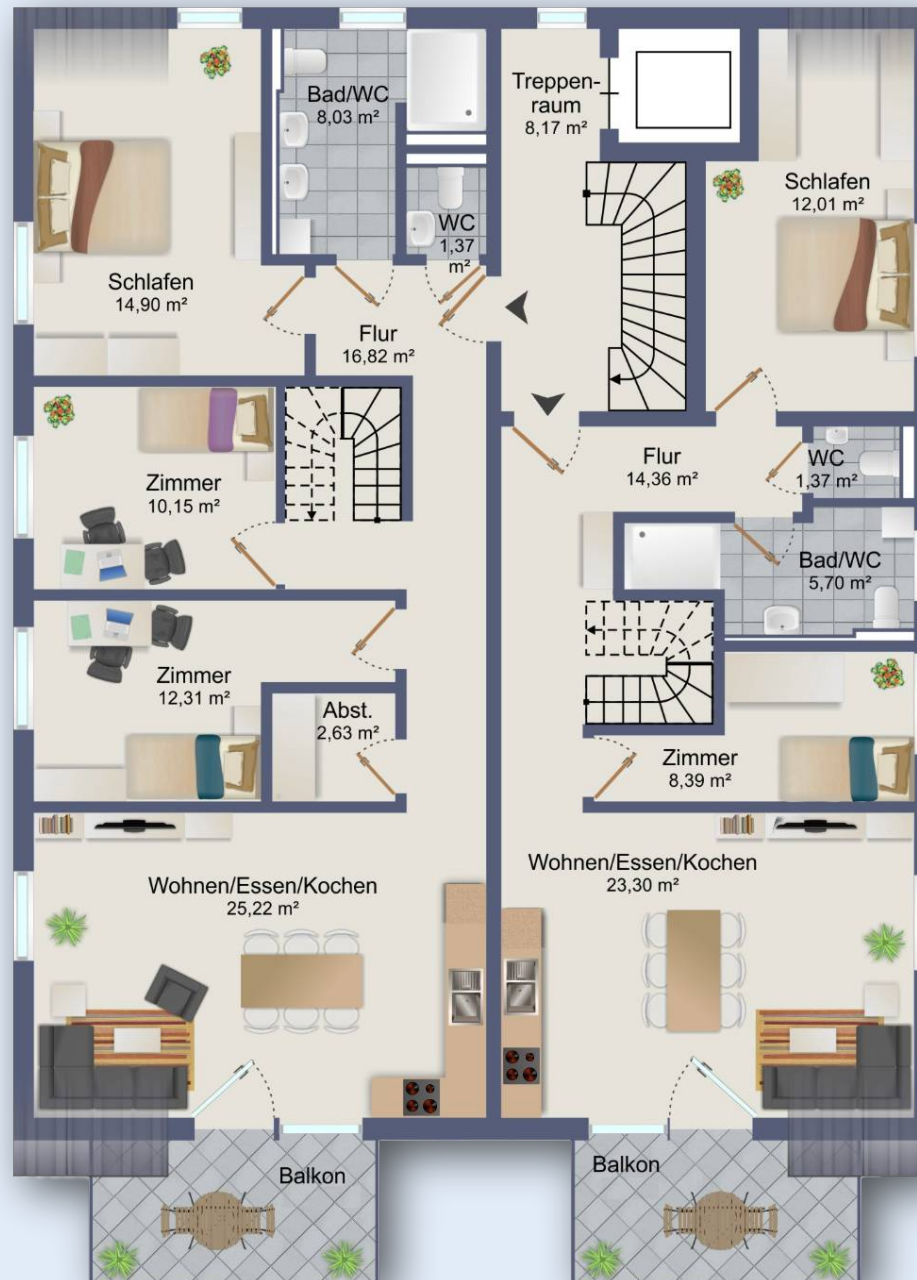 Bad/WC
8,03 m²
Treppen-
raum
8,17 m²
Schlafen
12,01 m²
WC
1,37
m²
Schlafen
14,90 m²
Flur
16,82 m²
Flur
14,36 m²
WC
1,37 m²
Zimmer
10,15 m²
Bad/WC
5,70 m²
Zimmer
12,31 m²
Abst.
2,63 m²
Zimmer
8,39 m²
Wohnen/Essen/Kochen
25,22 m²
Wohnen/Essen/Kochen
23,30 m²
Balkon
Balkon